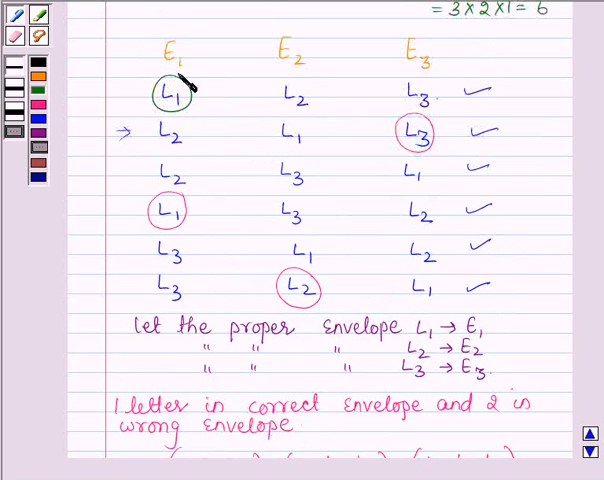 = 3 × 2 × 1 = 6
E₁ E₂ E₃
L₁ L₂ L₃ ✓
→ L₂ L₁ L₃ ✓
L₂ L₃ L₁ ✓
L₁ L₃ L₂ ✓
L₃ L₁ L₂ ✓
L₃ L₂ L₁ ✓
Let the proper envelope L₁ → E₁
" " " L₂ → E₂
" " " L₃ → E₃.
1 letter in correct envelope and 2 in
wrong envelope